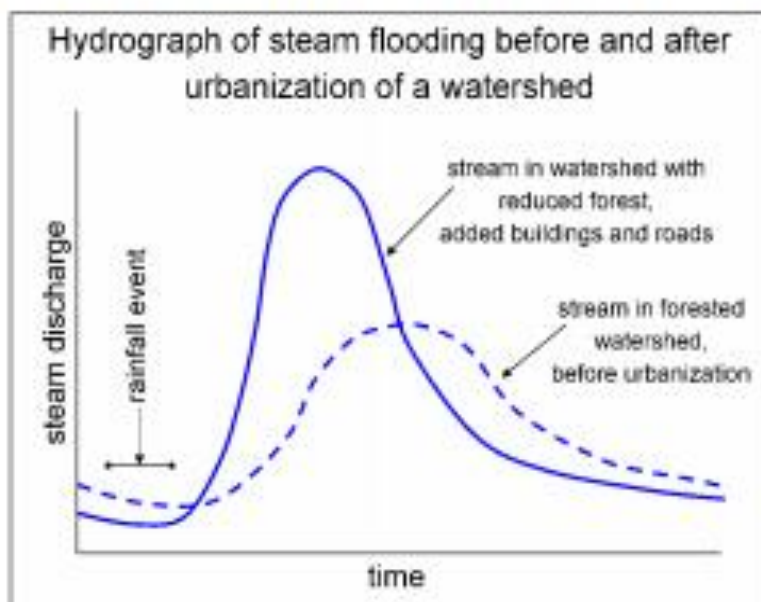 Hydrograph of steam flooding before and after
urbanization of a watershed
stream in watershed with
reduced forest,
added buildings and roads
stream in forested
watershed,
before urbanization
rainfall event
steam discharge
time